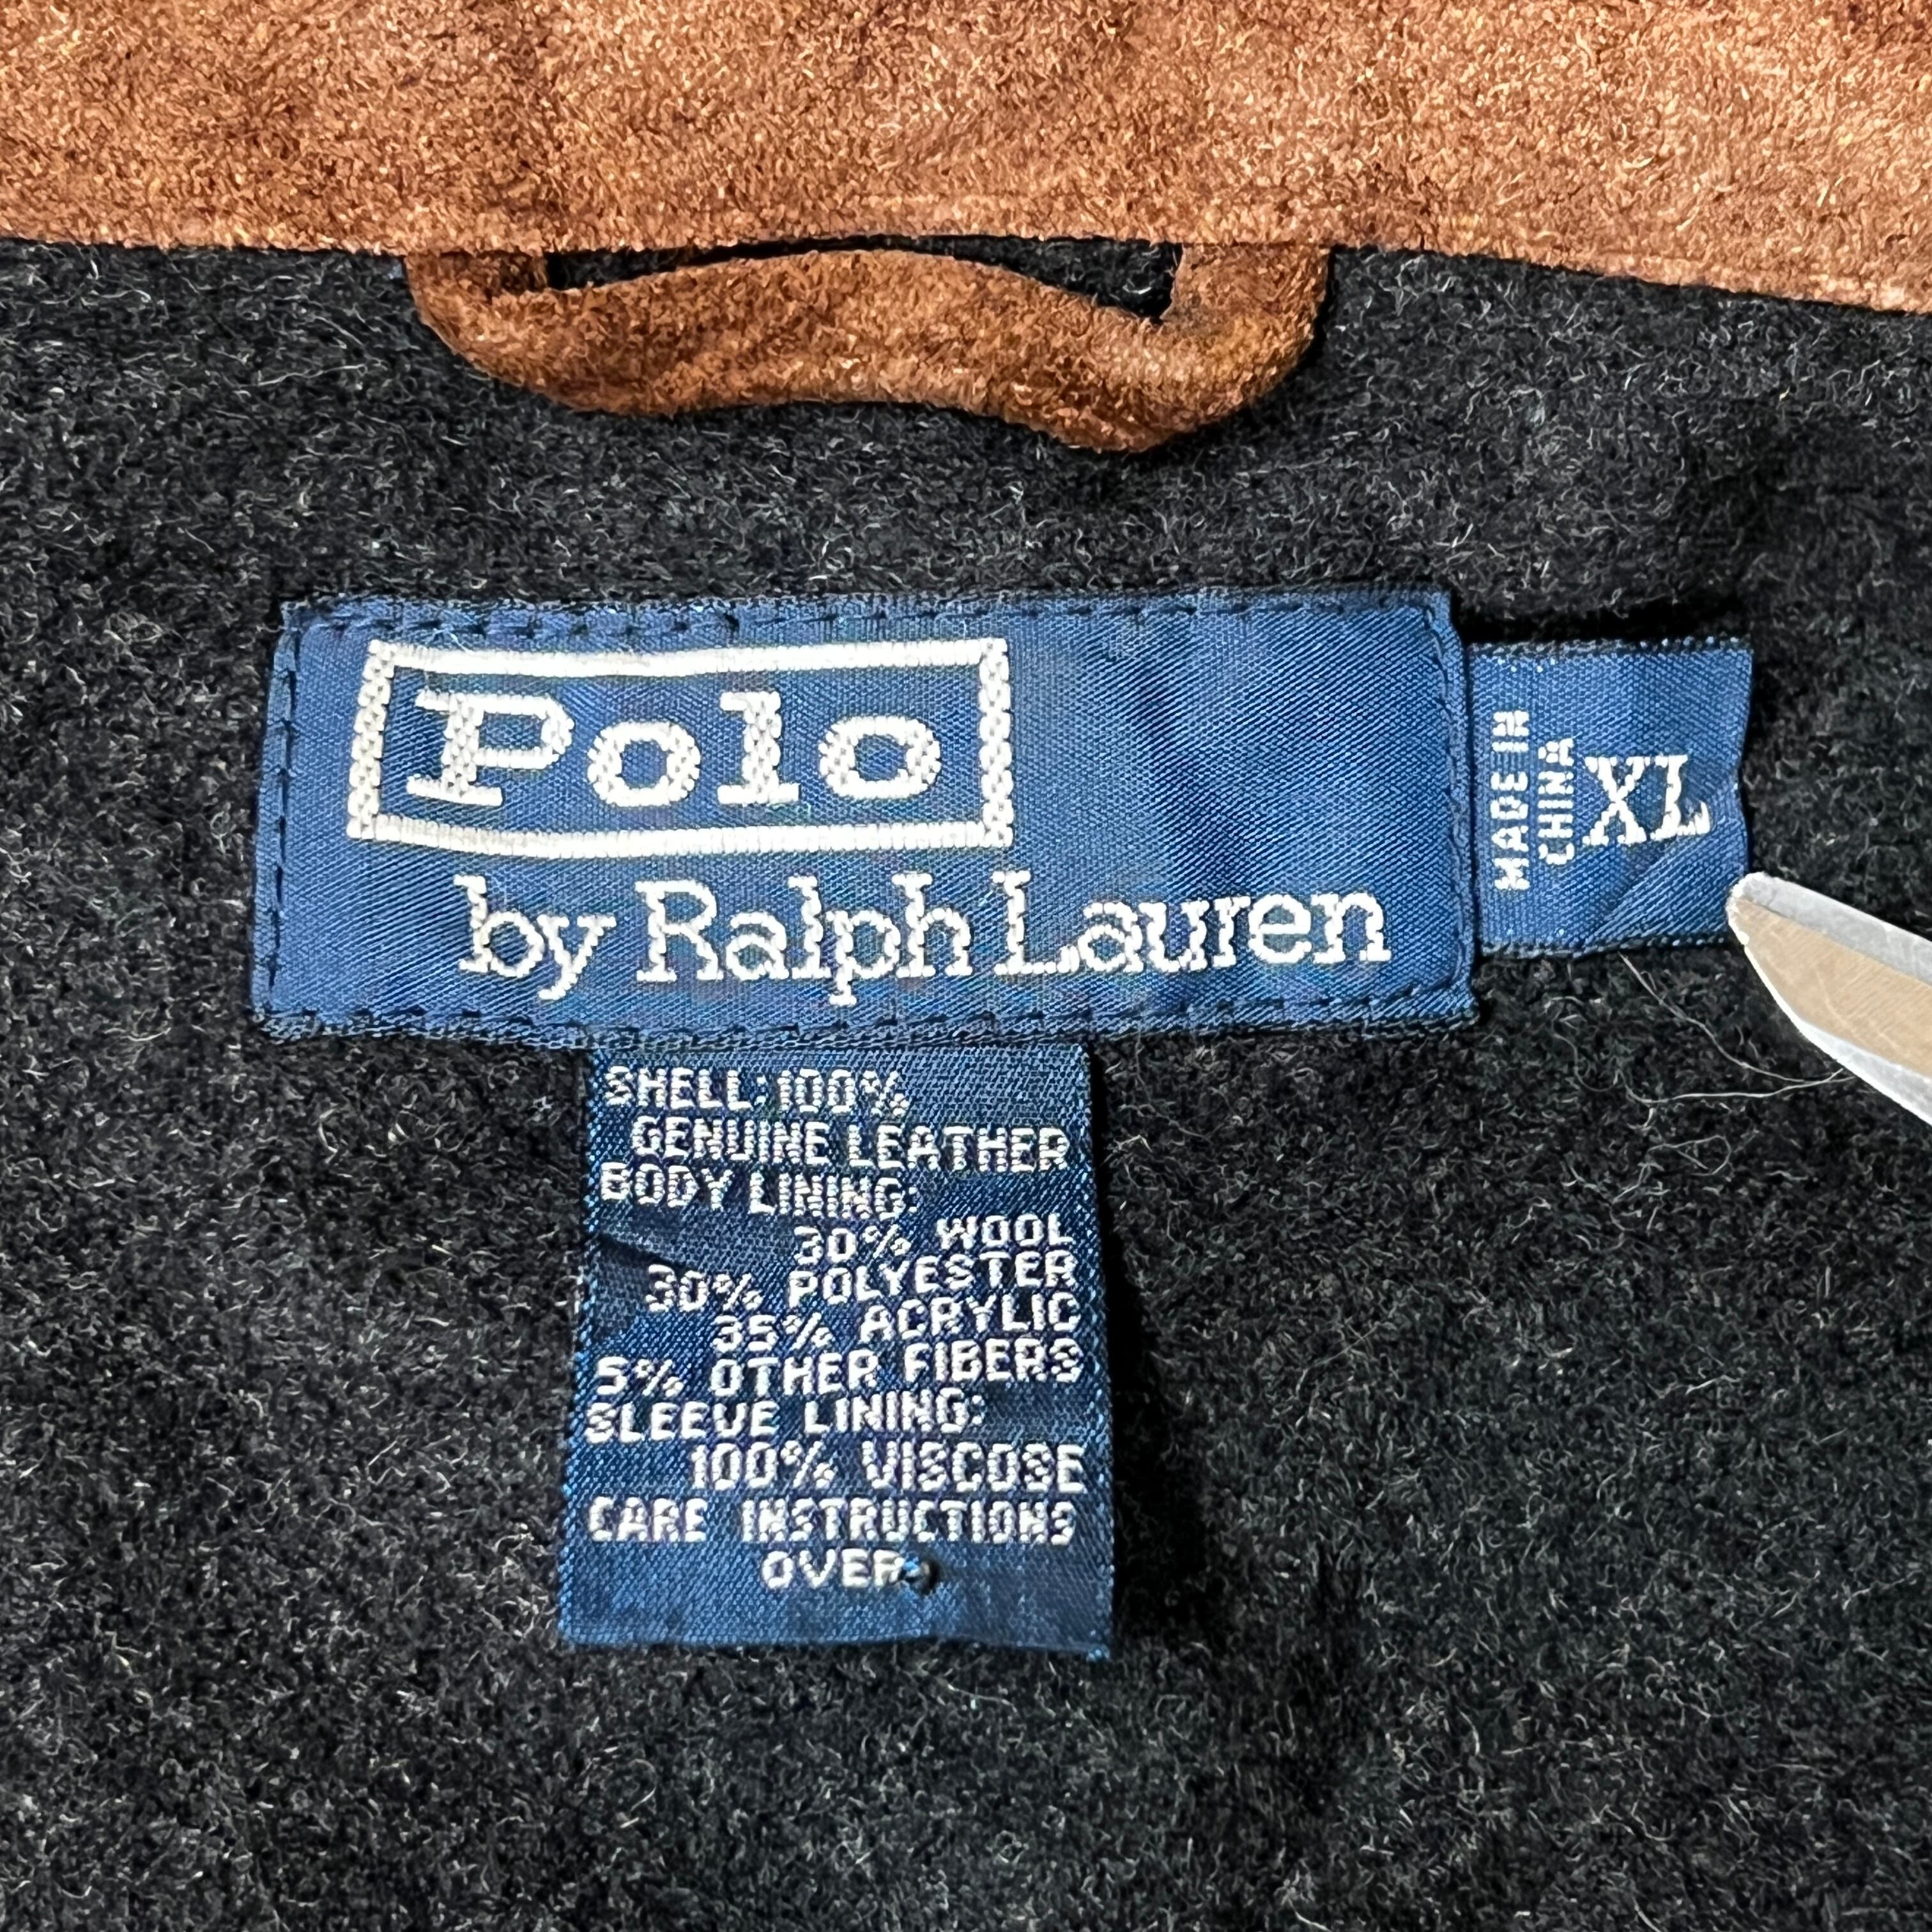 Polo
by Ralph Lauren
MADE IN
CHINA
XL
SHELL: 100%
GENUINE LEATHER
BODY LINING:
30% WOOL
30% POLYESTER
35% ACRYLIC
5% OTHER FIBERS
SLEEVE LINING:
100% VISCOSE
CARE INSTRUCTIONS
OVER